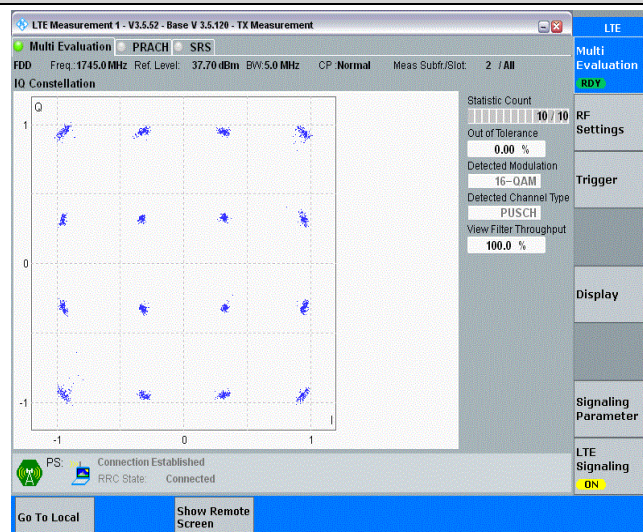 LTE Measurement 1 - V3.5.52 - Base V 3.5.120 - TX Measurement
LTE
Multi Evaluation PRACH SRS
Multi
Evaluation
RDY
FDD Freq.:1745.0 MHz Ref. Level: 37.70 dBm BW:5.0 MHz CP :Normal Meas Subfr./Slot: 2 / All
IQ Constellation
Q
1
0
-1
-1 0 1
I
Statistic Count
10 / 10
Out of Tolerance
0.00 %
Detected Modulation
16-QAM
Detected Channel Type
PUSCH
View Filter Throughput
100.0 %
RF
Settings
Trigger
Display
Signaling
Parameter
LTE
Signaling
ON
PS: Connection Established
RRC State: Connected
Go To Local
Show Remote
Screen